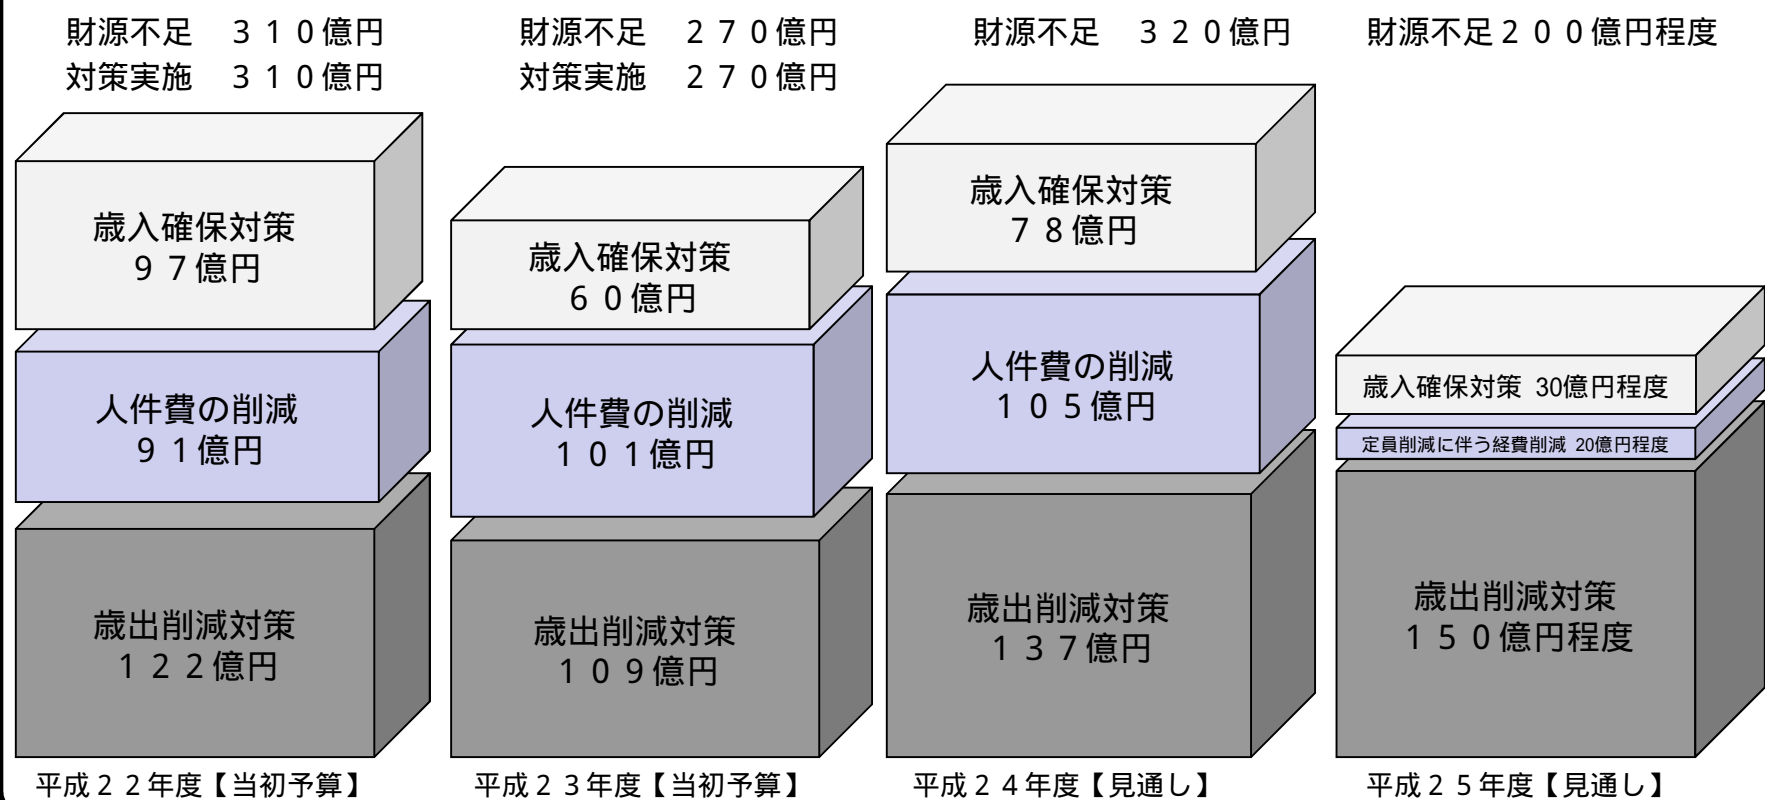 財源不足　３１０億円
対策実施　３１０億円
歳入確保対策
９７億円
人件費の削減
９１億円
歳出削減対策
１２２億円
平成２２年度【当初予算】
財源不足　２７０億円
対策実施　２７０億円
歳入確保対策
６０億円
人件費の削減
１０１億円
歳出削減対策
１０９億円
平成２３年度【当初予算】
財源不足　３２０億円
歳入確保対策
７８億円
人件費の削減
１０５億円
歳出削減対策
１３７億円
平成２４年度【見通し】
財源不足２００億円程度
歳入確保対策 30億円程度
定員削減に伴う経費削減 20億円程度
歳出削減対策
１５０億円程度
平成２５年度【見通し】